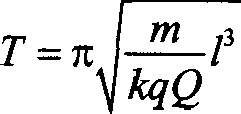 T = π√(m/(kqQ) l³)